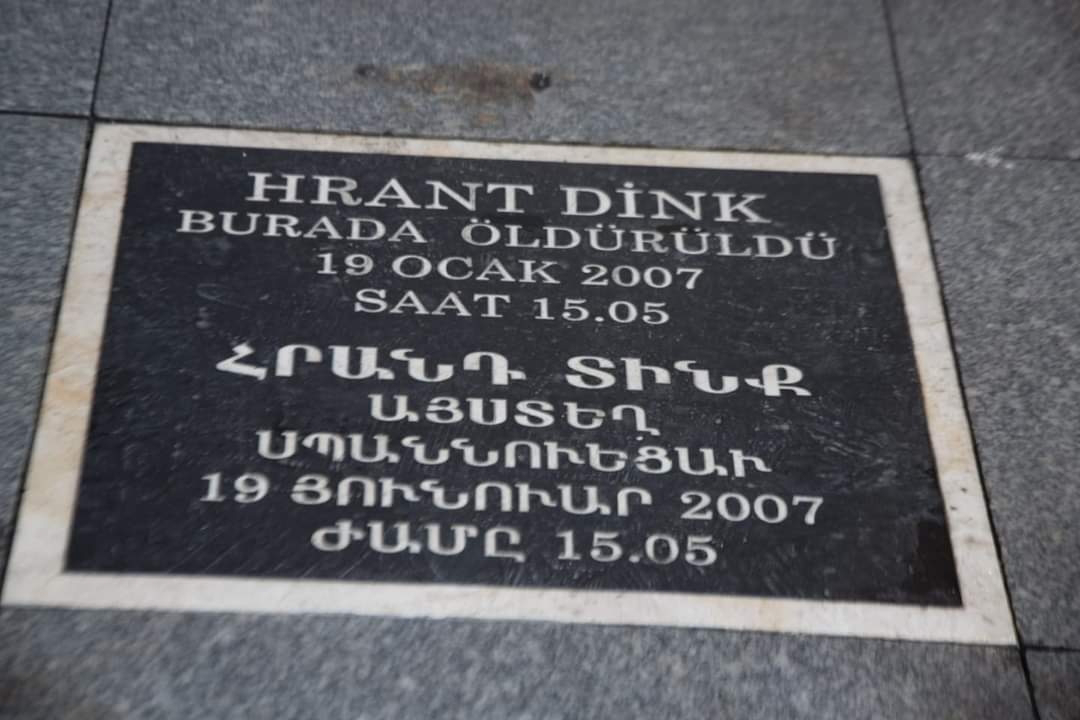 HRANT DİNK
BURADA ÖLDÜRÜLDÜ
19 OCAK 2007
SAAT 15.05
ՀՐԱՆԴ ՏԻՆՔ
ԱՅՍՏԵՂ
ՍՊԱՆՆՈՒԵՑԱՒ
19 ՅՈՒՆՈՒԱՐ 2007
ԺԱՄԸ 15.05